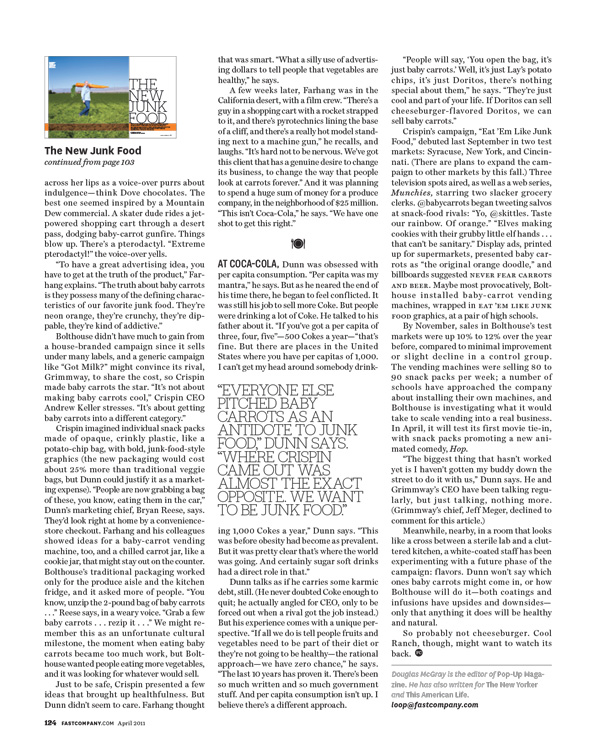 THE
NEW
JUNK
FOOD
The New Junk Food
continued from page 103
across her lips as a voice-over purrs about
indulgence—think Dove chocolates. The
best one seemed inspired by a Mountain
Dew commercial. A skater dude rides a jet-
powered shopping cart through a desert
pass, dodging baby-carrot gunfire. Things
blow up. There's a pterodactyl. “Extreme
pterodactyl!” the voice-over yells.
“To have a great advertising idea, you
have to get at the truth of the product,” Far-
hang explains. “The truth about baby carrots
is they possess many of the defining charac-
teristics of our favorite junk food. They're
neon orange, they're crunchy, they're dip-
pable, they're kind of addictive.”
Bolthouse didn't have much to gain from
a house-branded campaign since it sells
under many labels, and a generic campaign
like “Got Milk?” might convince its rival,
Grimmway, to share the cost, so Crispin
made baby carrots the star. “It's not about
making baby carrots cool,” Crispin CEO
Andrew Keller stresses. “It's about getting
baby carrots into a different category.”
Crispin imagined individual snack packs
made of opaque, crinkly plastic, like a
potato-chip bag, with bold, junk-food-style
graphics (the new packaging would cost
about 25% more than traditional veggie
bags, but Dunn could justify it as a market-
ing expense). “People are now grabbing a bag
of these, you know, eating them in the car,”
Dunn's marketing chief, Bryan Reese, says.
They'd look right at home by a convenience-
store checkout. Farhang and his colleagues
showed ideas for a baby-carrot vending
machine, too, and a chilled carrot jar, like a
cookie jar, that might stay out on the counter.
Bolthouse's traditional packaging worked
only for the produce aisle and the kitchen
fridge, and it asked more of people. “You
know, unzip the 2-pound bag of baby carrots
. . .” Reese says, in a weary voice. “Grab a few
baby carrots . . . rezip it . . .” We might re-
member this as an unfortunate cultural
milestone, the moment when eating baby
carrots became too much work, but Bolt-
house wanted people eating more vegetables,
and it was looking for whatever would sell.
Just to be safe, Crispin presented a few
ideas that brought up healthfulness. But
Dunn didn't seem to care. Farhang thought
that was smart. “What a silly use of advertis-
ing dollars to tell people that vegetables are
healthy,” he says.
A few weeks later, Farhang was in the
California desert, with a film crew. “There's a
guy in a shopping cart with a rocket strapped
to it, and there's pyrotechnics lining the base
of a cliff, and there's a really hot model stand-
ing next to a machine gun,” he recalls, and
laughs. “It's hard not to be nervous. We've got
this client that has a genuine desire to change
its business, to change the way that people
look at carrots forever.” And it was planning
to spend a huge sum of money for a produce
company, in the neighborhood of $25 million.
“This isn't Coca-Cola,” he says. “We have one
shot to get this right.”
AT COCA-COLA, Dunn was obsessed with
per capita consumption. “Per capita was my
mantra,” he says. But as he neared the end of
his time there, he began to feel conflicted. It
was still his job to sell more Coke. But people
were drinking a lot of Coke. He talked to his
father about it. “If you've got a per capita of
three, four, five”—500 Cokes a year—“that's
fine. But there are places in the United
States where you have per capitas of 1,000.
I can't get my head around somebody drink-
“EVERYONE ELSE
PITCHED BABY
CARROTS AS AN
ANTIDOTE TO JUNK
FOOD,” DUNN SAYS.
“WHERE CRISPIN
CAME OUT WAS
ALMOST THE EXACT
OPPOSITE. WE WANT
TO BE JUNK FOOD.”
ing 1,000 Cokes a year,” Dunn says. “This
was before obesity had become as prevalent.
But it was pretty clear that's where the world
was going. And certainly sugar soft drinks
had a direct role in that.”
Dunn talks as if he carries some karmic
debt, still. (He never doubted Coke enough to
quit; he actually angled for CEO, only to be
forced out when a rival got the job instead.)
But his experience comes with a unique per-
spective. “If all we do is tell people fruits and
vegetables need to be part of their diet or
they're not going to be healthy—the rational
approach—we have zero chance,” he says.
“The last 10 years has proven it. There's been
so much written and so much government
stuff. And per capita consumption isn't up. I
believe there's a different approach.
“People will say, ‘You open the bag, it's
just baby carrots.’ Well, it's just Lay's potato
chips, it's just Doritos, there's nothing
special about them,” he says. “They're just
cool and part of your life. If Doritos can sell
cheeseburger-flavored Doritos, we can
sell baby carrots.”
Crispin's campaign, “Eat 'Em Like Junk
Food,” debuted last September in two test
markets: Syracuse, New York, and Cincin-
nati. (There are plans to expand the cam-
paign to other markets by this fall.) Three
television spots aired, as well as a web series,
Munchies, starring two slacker grocery
clerks. @babycarrots began tweeting salvos
at snack-food rivals: “Yo, @skittles. Taste
our rainbow. Of orange.” “Elves making
cookies with their grubby little elf hands . . .
that can't be sanitary.” Display ads, printed
up for supermarkets, presented baby car-
rots as “the original orange doodle,” and
billboards suggested NEVER FEAR CARROTS
AND BEER. Maybe most provocatively, Bolt-
house installed baby-carrot vending
machines, wrapped in EAT 'EM LIKE JUNK
FOOD graphics, at a pair of high schools.
By November, sales in Bolthouse's test
markets were up 10% to 12% over the year
before, compared to minimal improvement
or slight decline in a control group.
The vending machines were selling 80 to
90 snack packs per week; a number of
schools have approached the company
about installing their own machines, and
Bolthouse is investigating what it would
take to scale vending into a real business.
In April, it will test its first movie tie-in,
with snack packs promoting a new ani-
mated comedy, Hop.
“The biggest thing that hasn't worked
yet is I haven't gotten my buddy down the
street to do it with us,” Dunn says. He and
Grimmway's CEO have been talking regu-
larly, but just talking, nothing more.
(Grimmway's chief, Jeff Meger, declined to
comment for this article.)
Meanwhile, nearby, in a room that looks
like a cross between a sterile lab and a clut-
tered kitchen, a white-coated staff has been
experimenting with a future phase of the
campaign: flavors. Dunn won't say which
ones baby carrots might come in, or how
Bolthouse will do it—both coatings and
infusions have upsides and downsides—
only that anything it does will be healthy
and natural.
So probably not cheeseburger. Cool
Ranch, though, might want to watch its
back.
Douglas McGray is the editor of Pop-Up Maga-
zine. He has also written for The New Yorker
and This American Life.
loop@fastcompany.com
124 FASTCOMPANY.COM April 2011